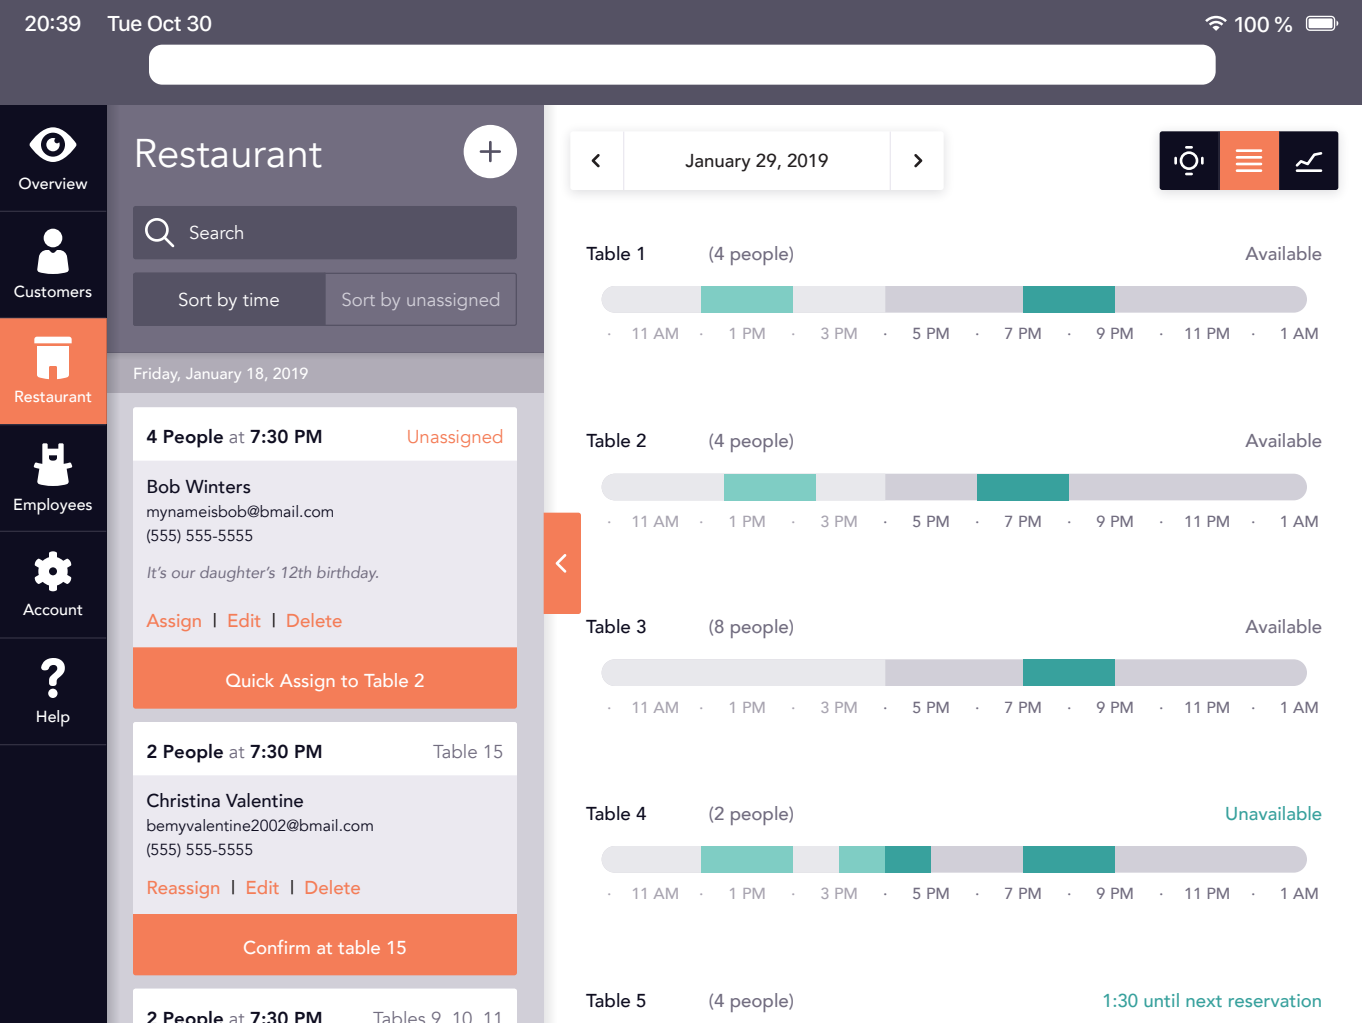 20:39 Tue Oct 30 100 %
Overview
Customers
Restaurant
Employees
Account
Help
Restaurant
Search
Sort by time Sort by unassigned
Friday, January 18, 2019
4 People at 7:30 PM Unassigned
Bob Winters
mynameisbob@bmail.com
(555) 555-5555
It's our daughter's 12th birthday.
Assign | Edit | Delete
Quick Assign to Table 2
2 People at 7:30 PM Table 15
Christina Valentine
bemyvalentine2002@bmail.com
(555) 555-5555
Reassign | Edit | Delete
Confirm at table 15
2 People at 7:30 PM Tables 9, 10, 11
January 29, 2019
Table 1 (4 people) Available
· 11 AM · 1 PM · 3 PM · 5 PM · 7 PM · 9 PM · 11 PM · 1 AM
Table 2 (4 people) Available
· 11 AM · 1 PM · 3 PM · 5 PM · 7 PM · 9 PM · 11 PM · 1 AM
Table 3 (8 people) Available
· 11 AM · 1 PM · 3 PM · 5 PM · 7 PM · 9 PM · 11 PM · 1 AM
Table 4 (2 people) Unavailable
· 11 AM · 1 PM · 3 PM · 5 PM · 7 PM · 9 PM · 11 PM · 1 AM
Table 5 (4 people) 1:30 until next reservation